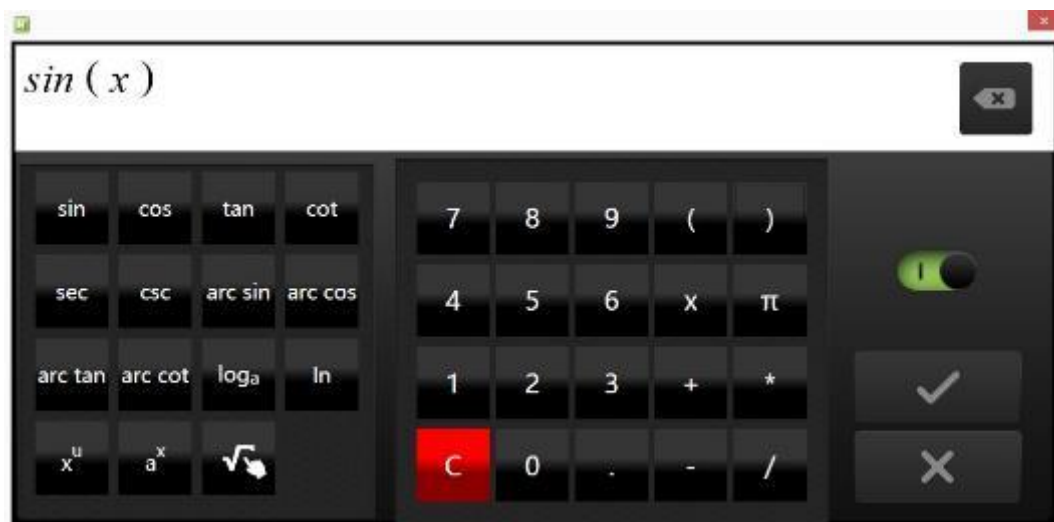 sin ( x )
sin cos tan cot
sec csc arc sin arc cos
arc tan arc cot logₐ ln
xᵘ aˣ √
7 8 9 ( )
4 5 6 x π
1 2 3 + *
C 0 . - /
I